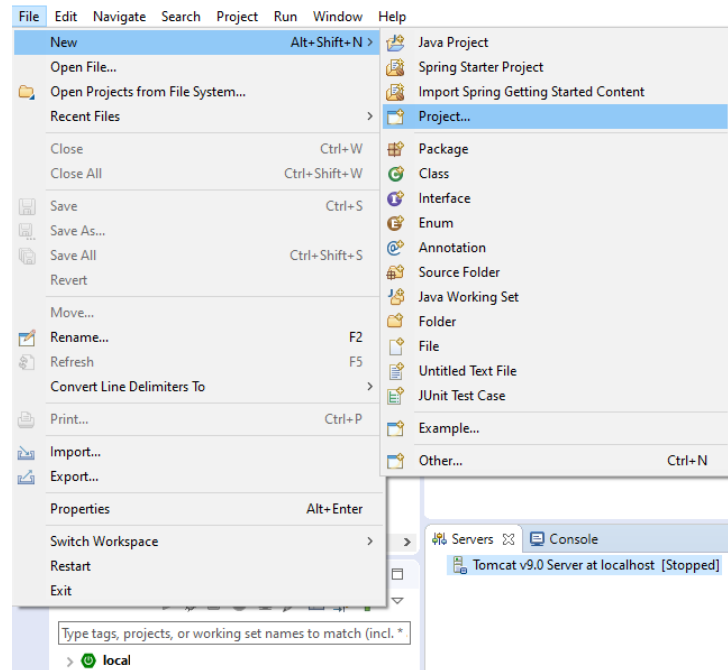 File Edit Navigate Search Project Run Window Help
New Alt+Shift+N >
Open File...
Open Projects from File System...
Recent Files >
Close Ctrl+W
Close All Ctrl+Shift+W
Save Ctrl+S
Save As...
Save All Ctrl+Shift+S
Revert
Move...
Rename... F2
Refresh F5
Convert Line Delimiters To >
Print... Ctrl+P
Import...
Export...
Properties Alt+Enter
Switch Workspace >
Restart
Exit
Java Project
Spring Starter Project
Import Spring Getting Started Content
Project...
Package
Class
Interface
Enum
Annotation
Source Folder
Java Working Set
Folder
File
Untitled Text File
JUnit Test Case
Example...
Other... Ctrl+N
Servers Console
Tomcat v9.0 Server at localhost [Stopped]
Type tags, projects, or working set names to match (incl. *
local